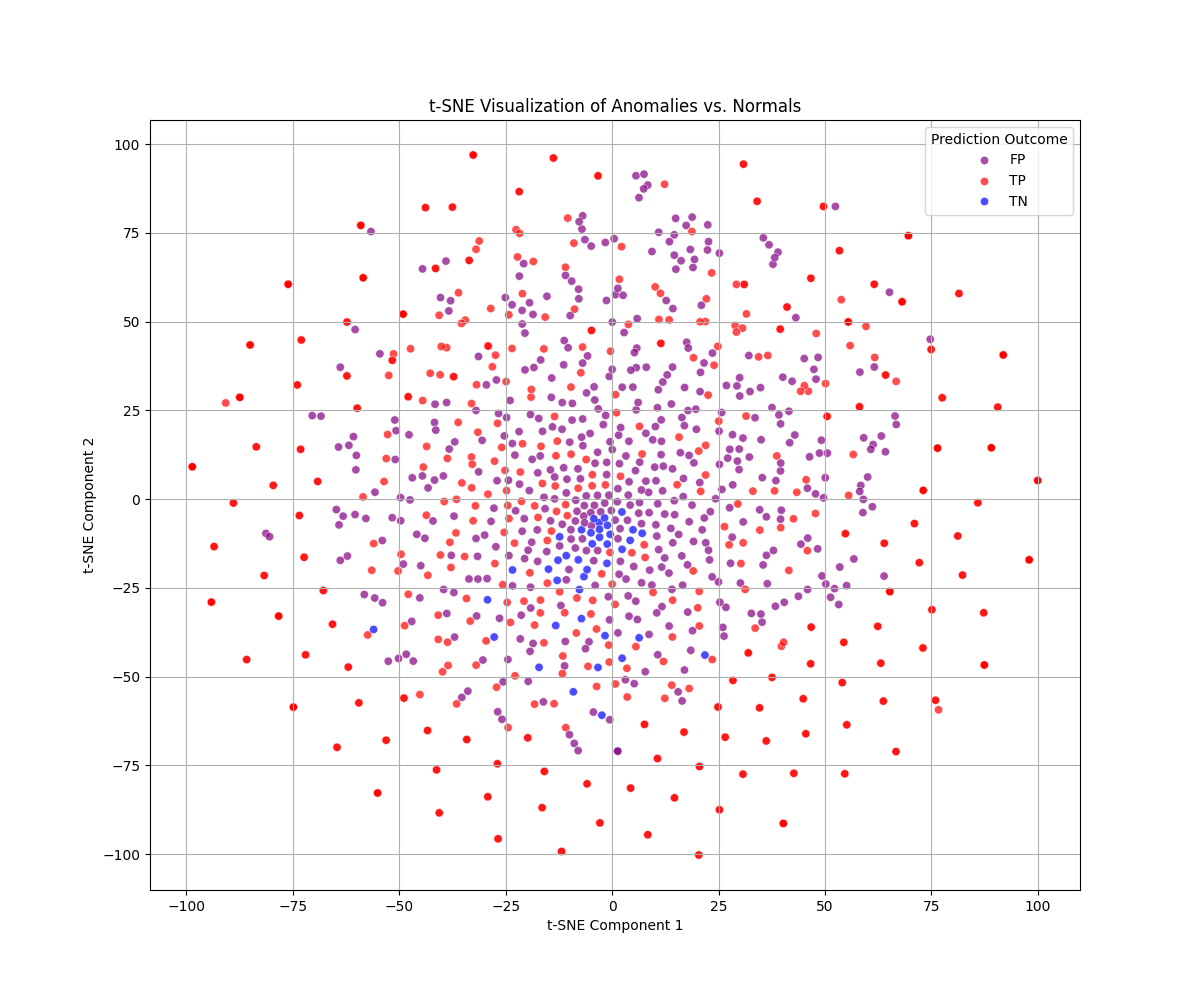 t-SNE Visualization of Anomalies vs. Normals
Prediction Outcome
FP
TP
TN
100
75
50
25
0
−25
−50
−75
−100
t-SNE Component 2
−100 −75 −50 −25 0 25 50 75 100
t-SNE Component 1